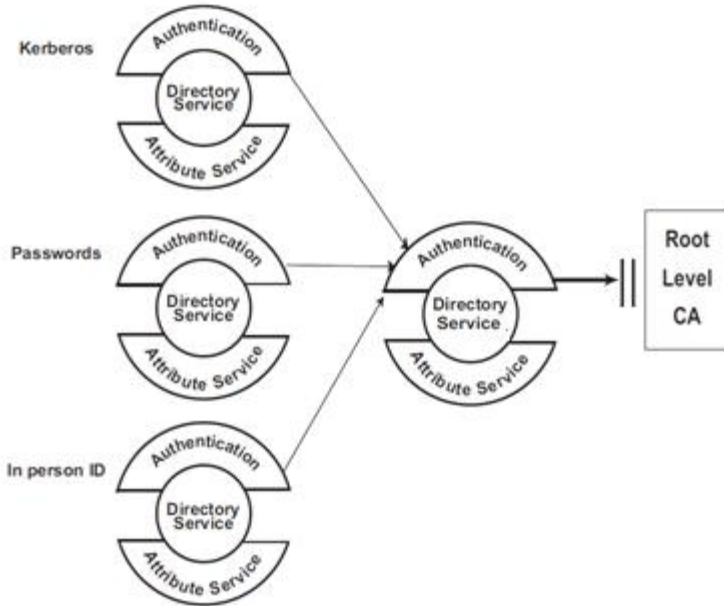 Kerberos
Authentication
Directory
Service
Attribute Service
Passwords
Authentication
Directory
Service
Attribute Service
In person ID
Authentication
Directory
Service
Attribute Service
Authentication
Directory
Service
Attribute Service
Root
Level
CA